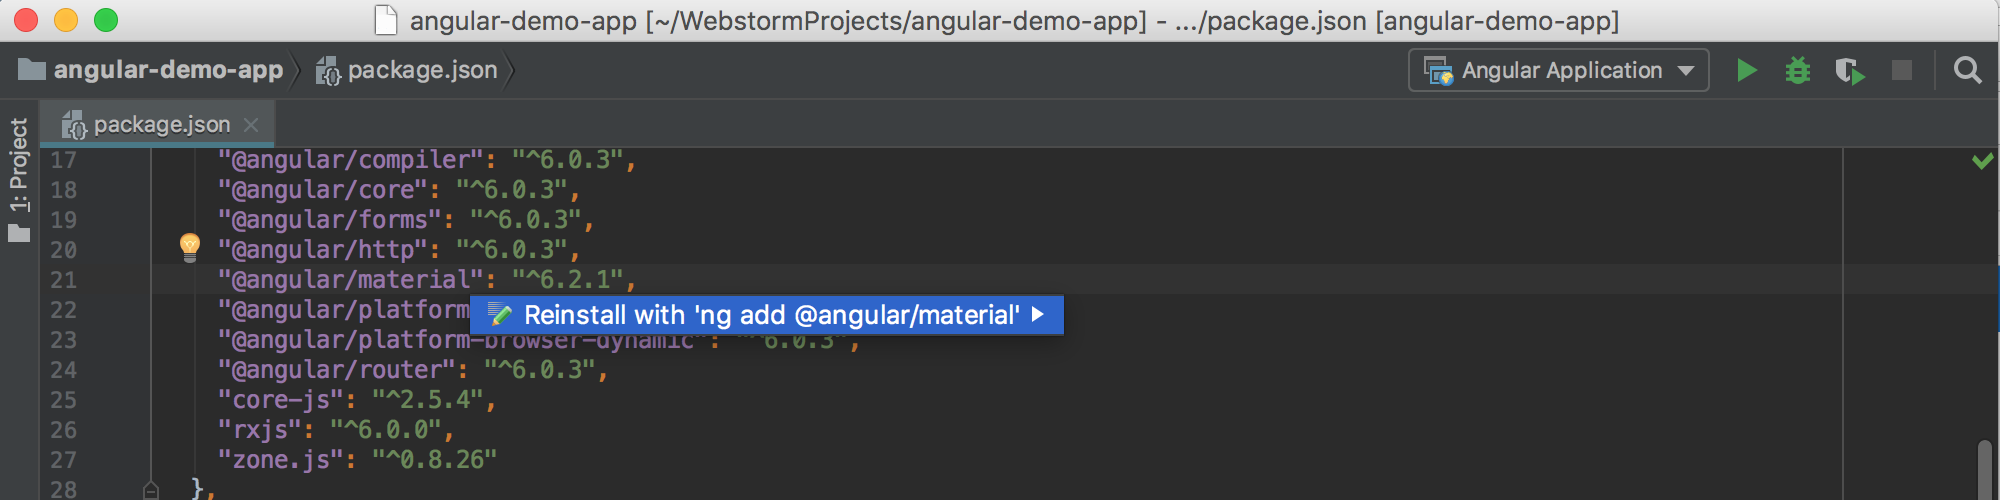 angular-demo-app [~/WebstormProjects/angular-demo-app] - .../package.json [angular-demo-app]
angular-demo-app package.json Angular Application
package.json
1: Project
17 "@angular/compiler": "^6.0.3",
18 "@angular/core": "^6.0.3",
19 "@angular/forms": "^6.0.3",
20 "@angular/http": "^6.0.3",
21 "@angular/material": "^6.2.1",
22 "@angular/platform
Reinstall with 'ng add @angular/material'
23 "@angular/platform-browser-dynamic": "^6.0.3",
24 "@angular/router": "^6.0.3",
25 "core-js": "^2.5.4",
26 "rxjs": "^6.0.0",
27 "zone.js": "^0.8.26"
28 },